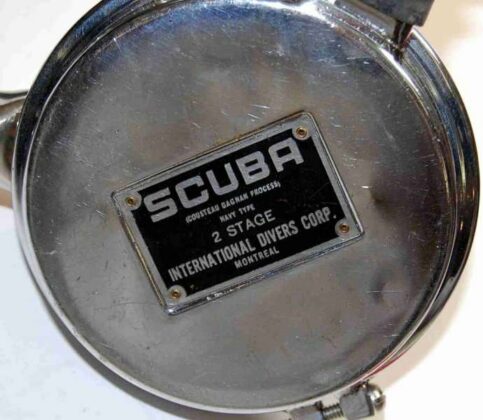 SCUBA
(COUSTEAU GAGNAN PROCESS)
NAVY TYPE
2 STAGE
INTERNATIONAL DIVERS CORP.
MONTREAL